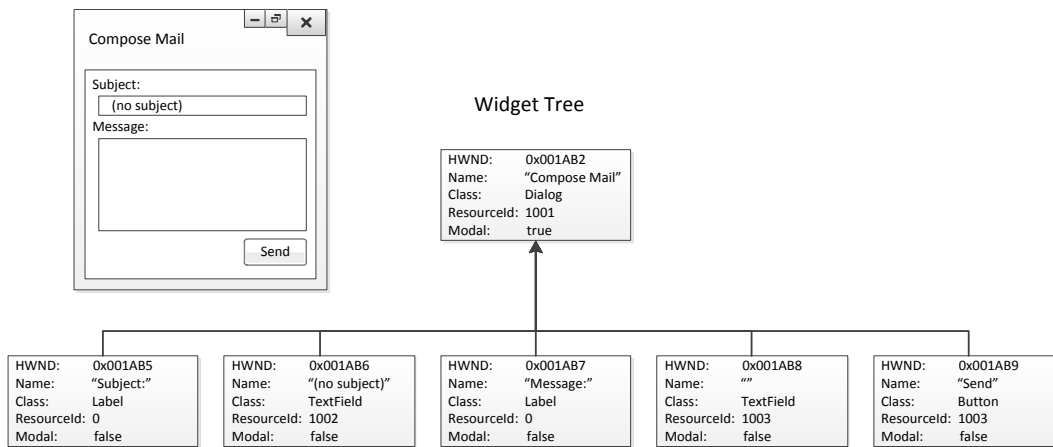 Compose Mail
Subject:
(no subject)
Message:
Send
Widget Tree
HWND: 0x001AB2
Name: “Compose Mail”
Class: Dialog
ResourceId: 1001
Modal: true
HWND: 0x001AB5
Name: “Subject:”
Class: Label
ResourceId: 0
Modal: false
HWND: 0x001AB6
Name: “(no subject)”
Class: TextField
ResourceId: 1002
Modal: false
HWND: 0x001AB7
Name: “Message:”
Class: Label
ResourceId: 0
Modal: false
HWND: 0x001AB8
Name: “”
Class: TextField
ResourceId: 1003
Modal: false
HWND: 0x001AB9
Name: “Send”
Class: Button
ResourceId: 1003
Modal: false